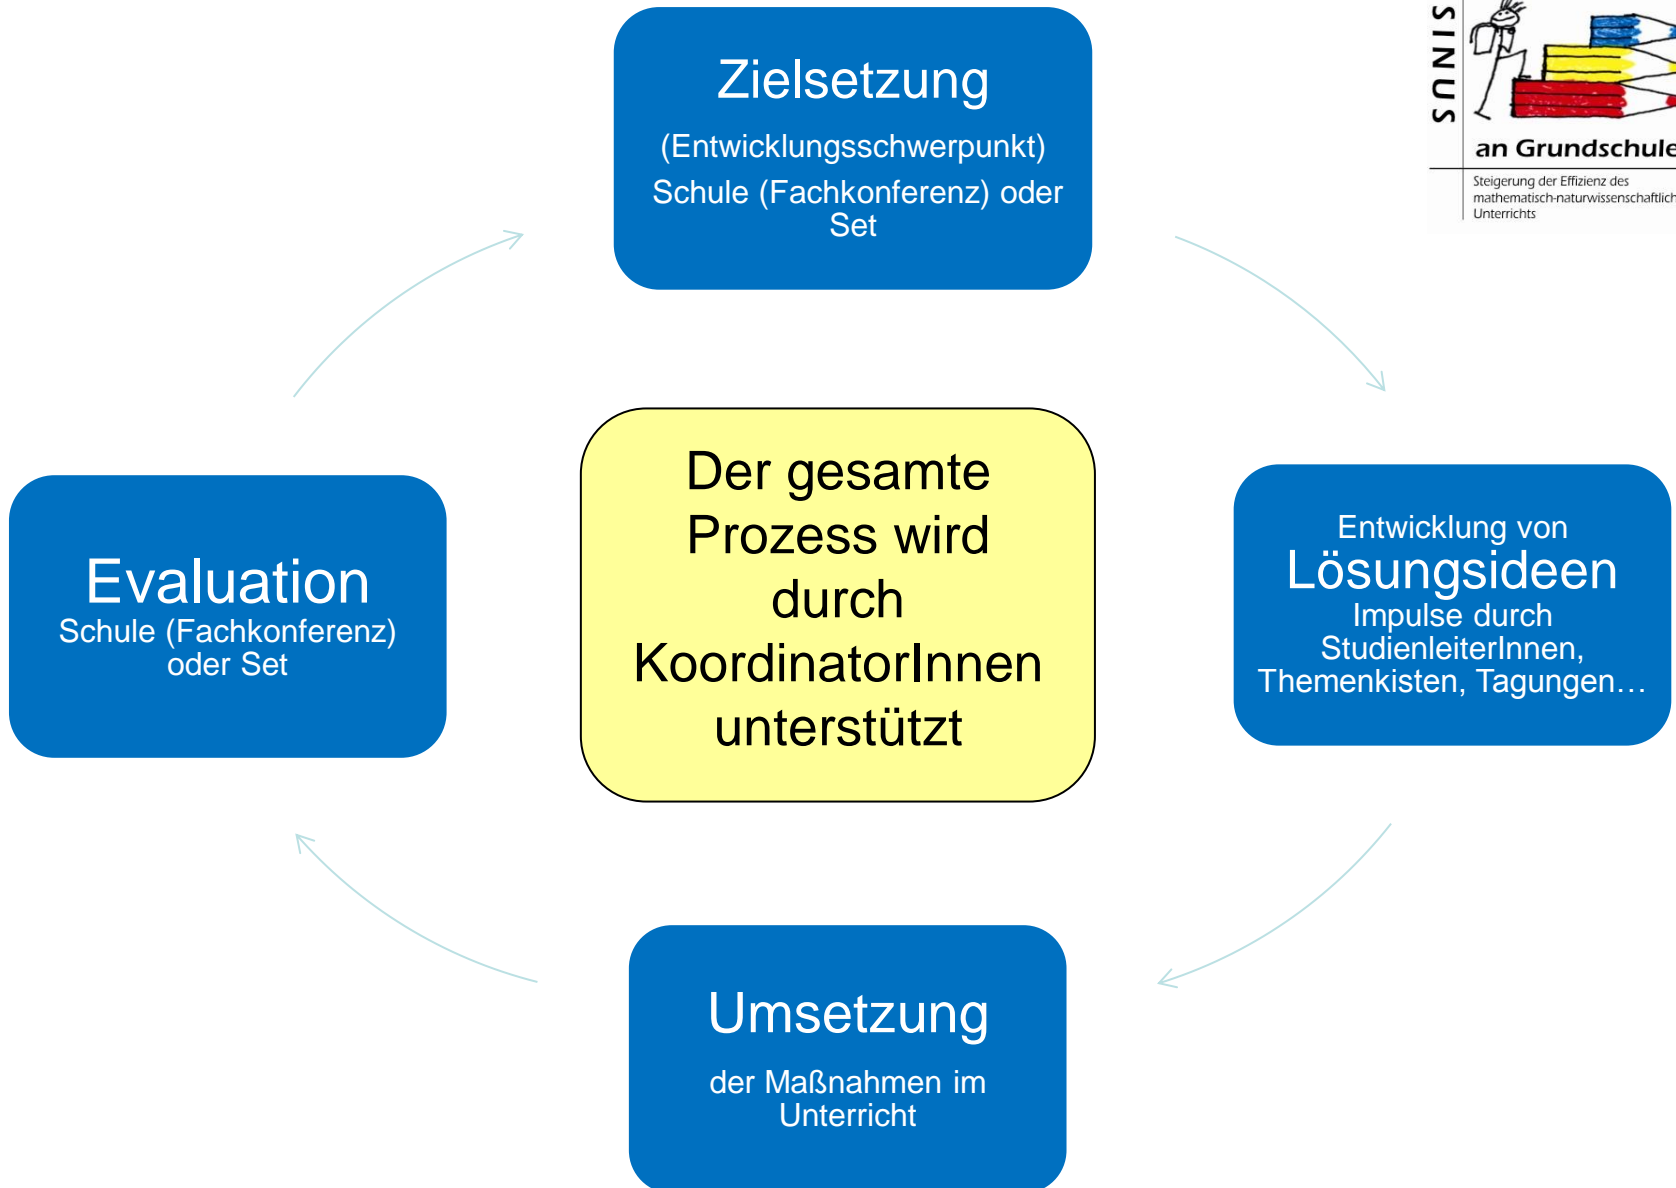 Zielsetzung
(Entwicklungsschwerpunkt)
Schule (Fachkonferenz) oder
Set
SINUS
an Grundschule
Steigerung der Effizienz des
mathematisch-naturwissenschaftlich
Unterrichts
Der gesamte
Prozess wird
durch
KoordinatorInnen
unterstützt
Entwicklung von
Lösungsideen
Impulse durch
StudienleiterInnen,
Themenkisten, Tagungen…
Umsetzung
der Maßnahmen im
Unterricht
Evaluation
Schule (Fachkonferenz)
oder Set